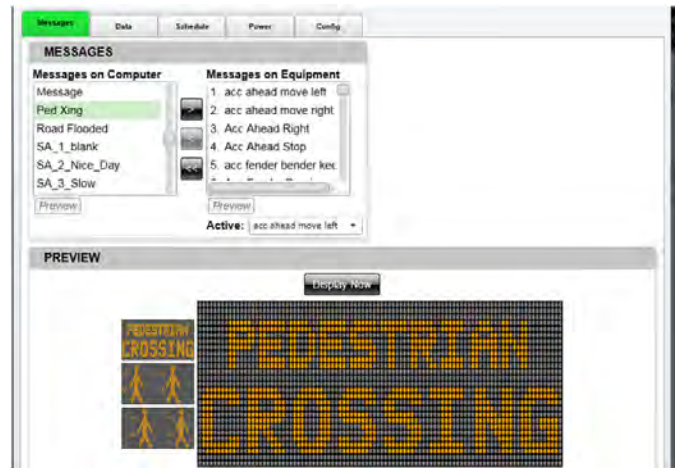 Messages Data Schedule Power Config
MESSAGES
Messages on Computer
Message
Ped Xing
Road Flooded
SA_1_blank
SA_2_Nice_Day
SA_3_Slow
Preview
>
<
<<
Messages on Equipment
1. acc ahead move left
2. acc ahead move right
3. Acc Ahead Right
4. Acc Ahead Stop
5. acc fender bender
Preview
Active: acc ahead move left
PREVIEW
Display Now
PEDESTRIAN
CROSSING
PEDESTRIAN
CROSSING